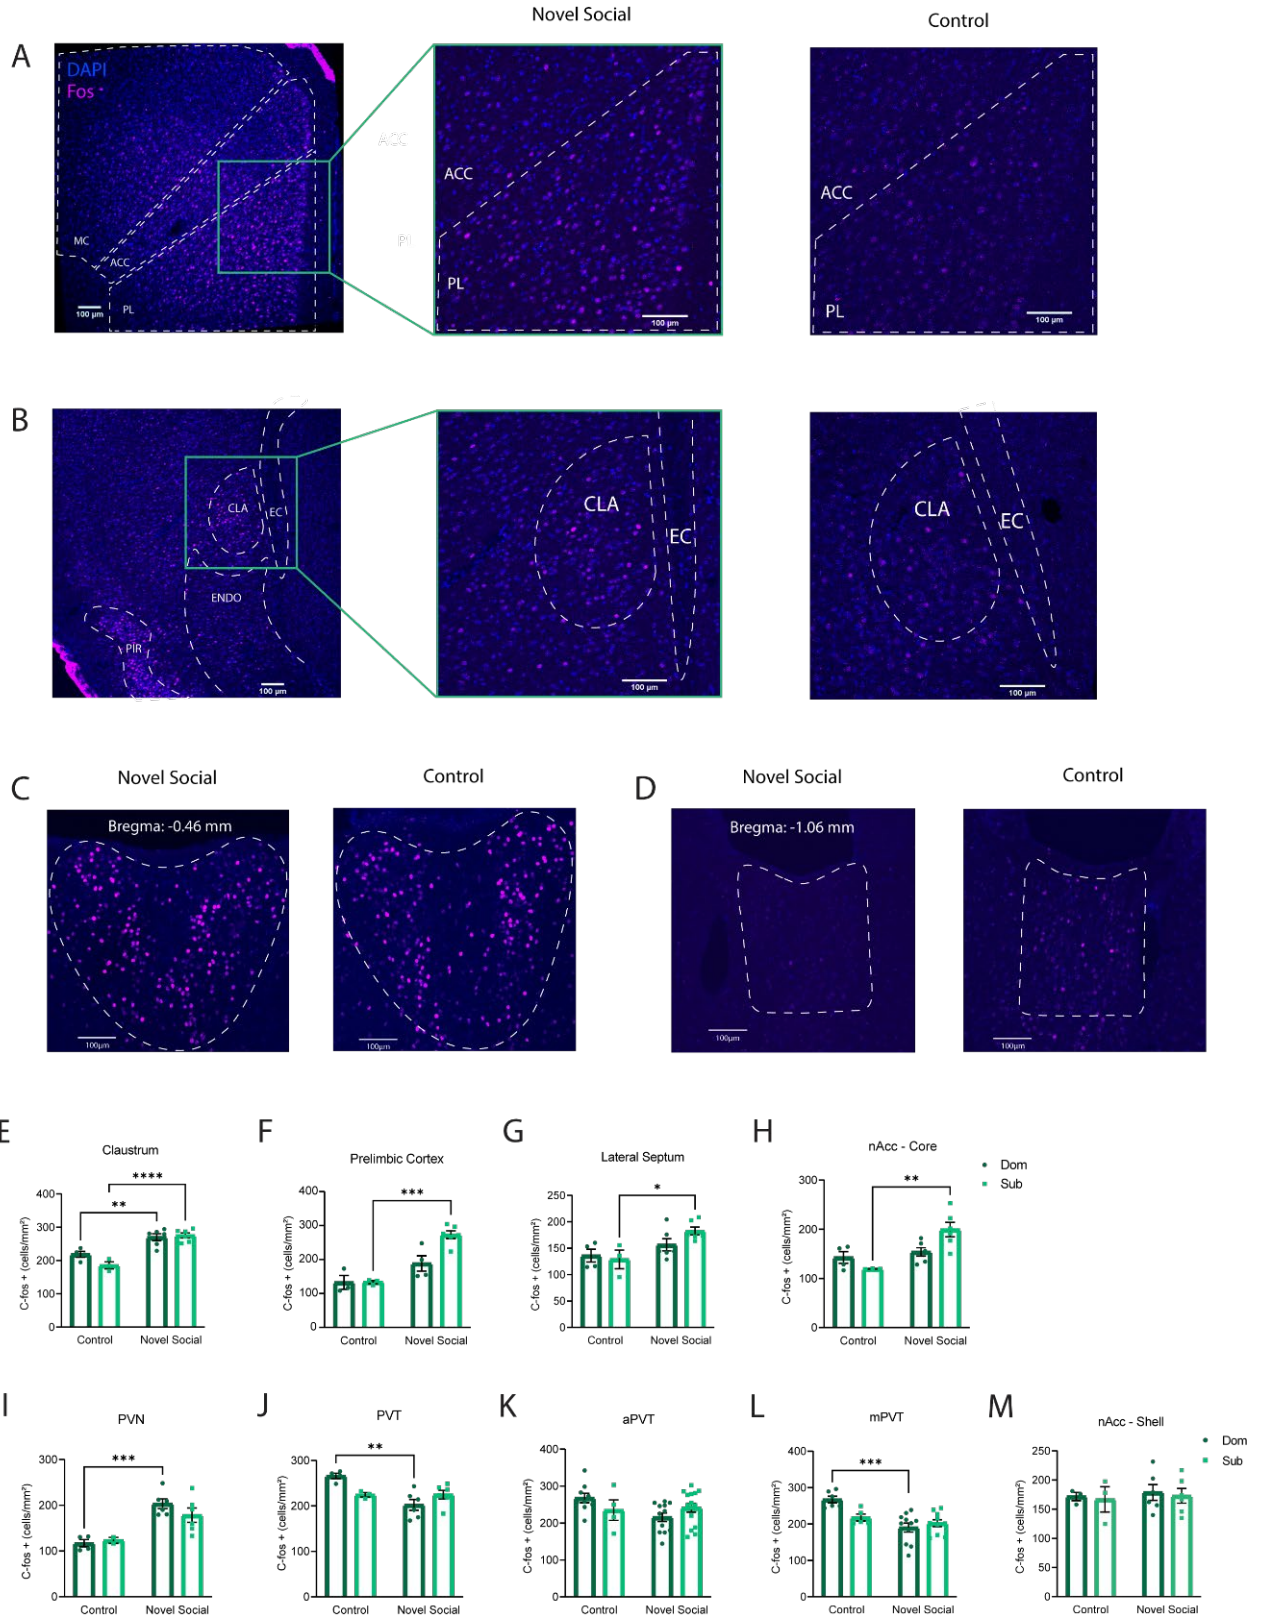 Novel Social
Control
A
DAPI
Fos
MC
ACC
PL
100 µm
ACC
ACC
PL
100 µm
ACC
PL
100 µm
B
CLA
EC
ENDO
PIR
100 µm
CLA
EC
100 µm
CLA
EC
100 µm
C
Novel Social
Control
D
Novel Social
Control
Bregma: -0.46 mm
100µm
100µm
Bregma: -1.06 mm
100µm
100µm
E
Claustrum
**
****
C-fos + (cells/mm²)
400
300
200
100
0
Control
Novel Social
F
Prelimbic Cortex
***
C-fos + (cells/mm²)
400
300
200
100
0
Control
Novel Social
G
Lateral Septum
*
C-fos + (cells/mm²)
250
200
150
100
50
0
Control
Novel Social
H
nAcc - Core
**
C-fos + (cells/mm²)
300
200
100
0
Control
Novel Social
Dom
Sub
I
PVN
***
C-fos + (cells/mm²)
300
200
100
0
Control
Novel Social
J
PVT
**
C-fos + (cells/mm²)
300
200
100
0
Control
Novel Social
K
aPVT
C-fos + (cells/mm²)
400
300
200
100
0
Control
Novel Social
L
mPVT
***
C-fos + (cells/mm²)
400
300
200
100
0
Control
Novel Social
M
nAcc - Shell
C-fos + (cells/mm²)
250
200
150
100
50
0
Control
Novel Social
Dom
Sub